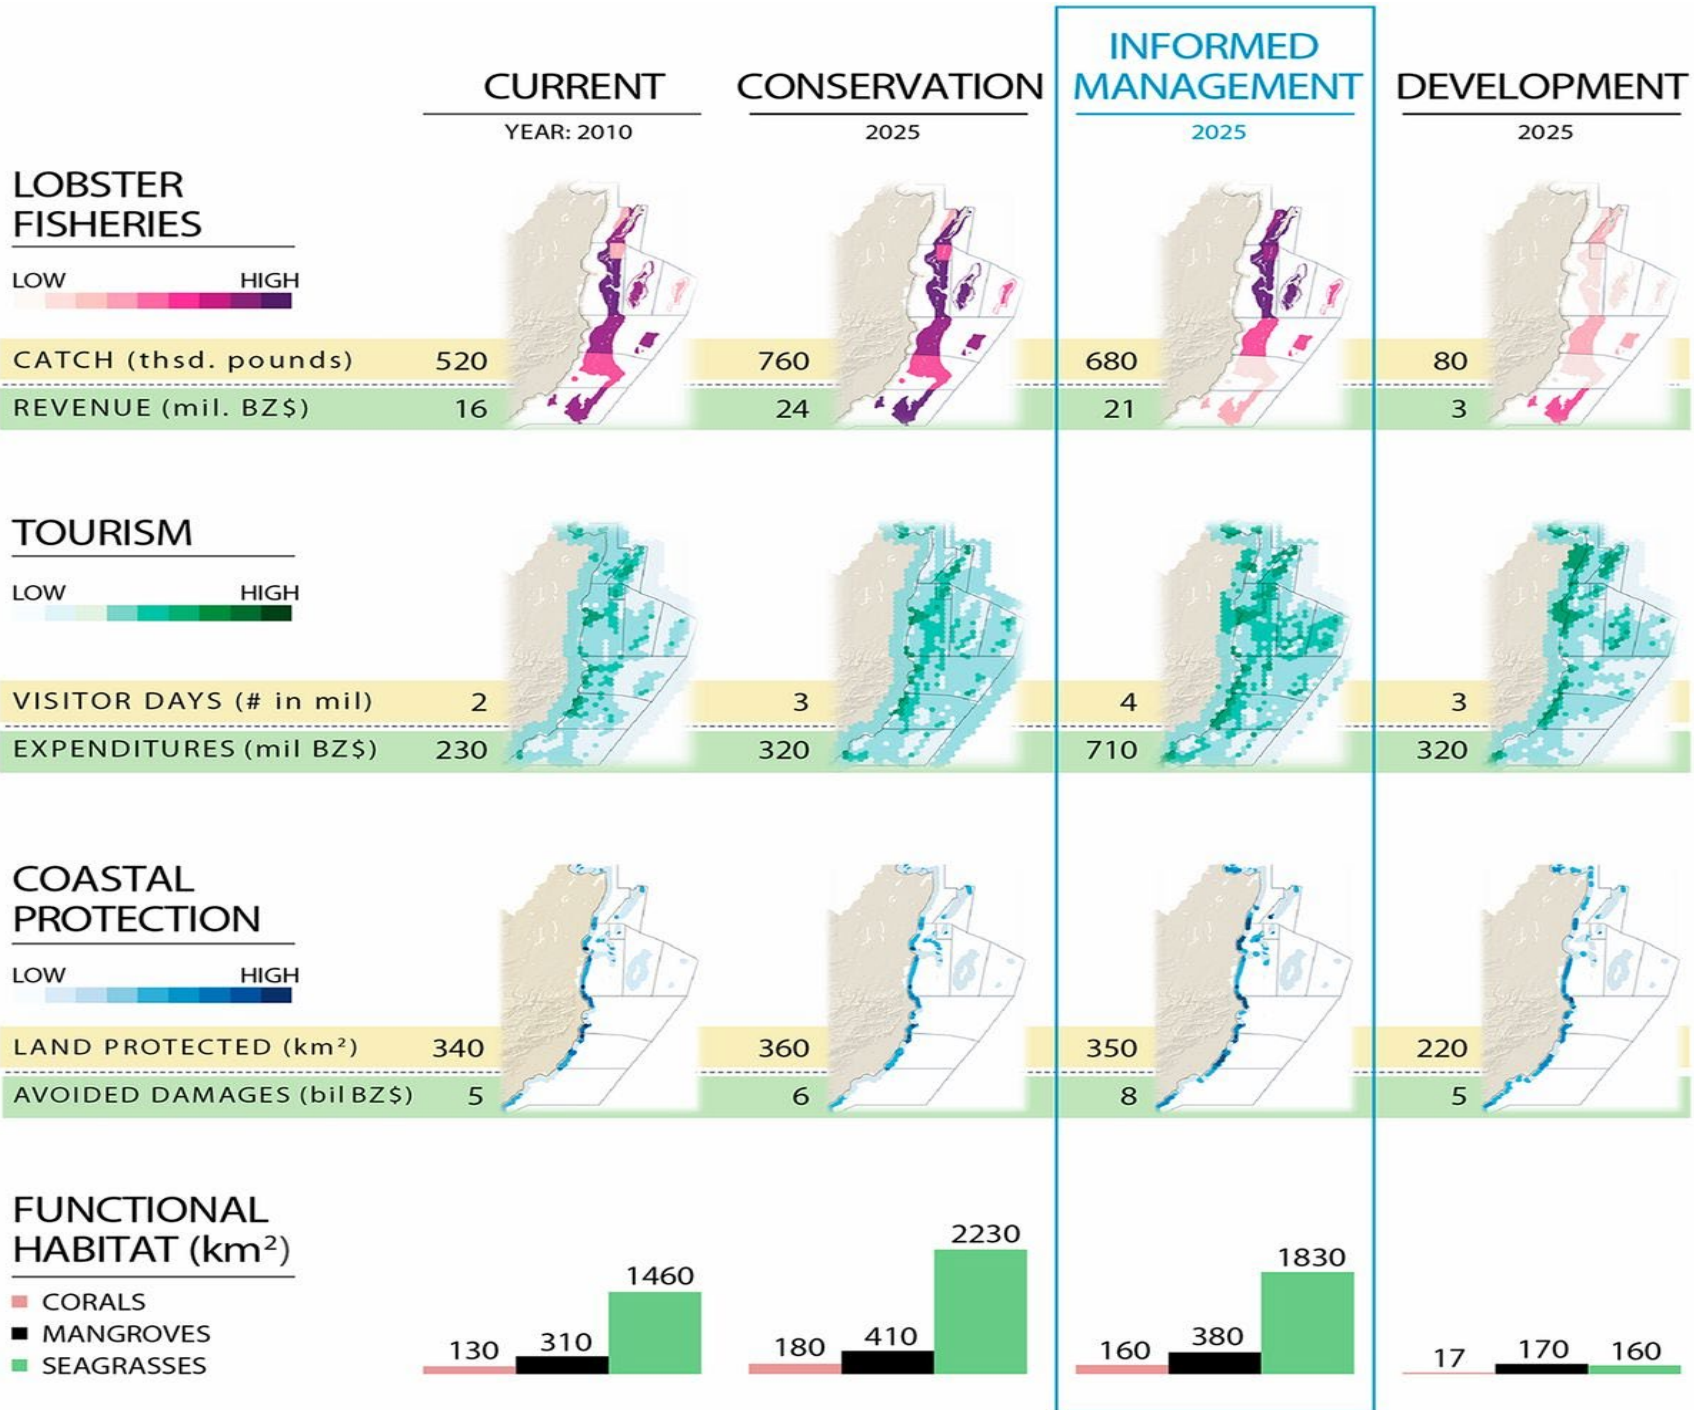 CURRENT
YEAR: 2010
CONSERVATION
2025
INFORMED
MANAGEMENT
2025
DEVELOPMENT
2025
LOBSTER
FISHERIES
LOW HIGH
CATCH (thsd. pounds) 520 760 680 80
REVENUE (mil. BZ$) 16 24 21 3
TOURISM
LOW HIGH
VISITOR DAYS (# in mil) 2 3 4 3
EXPENDITURES (mil BZ$) 230 320 710 320
COASTAL
PROTECTION
LOW HIGH
LAND PROTECTED (km²) 340 360 350 220
AVOIDED DAMAGES (bil BZ$) 5 6 8 5
FUNCTIONAL
HABITAT (km²)
CORALS
MANGROVES
SEAGRASSES
130 310 1460
180 410 2230
160 380 1830
17 170 160